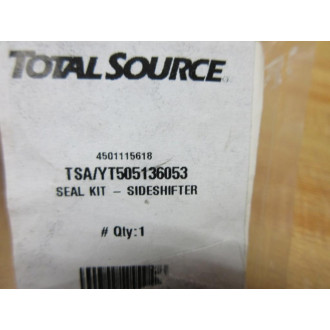 TOTAL SOURCE
4501115618
TSA/YT505136053
SEAL KIT - SIDESHIFTER
# Qty:1